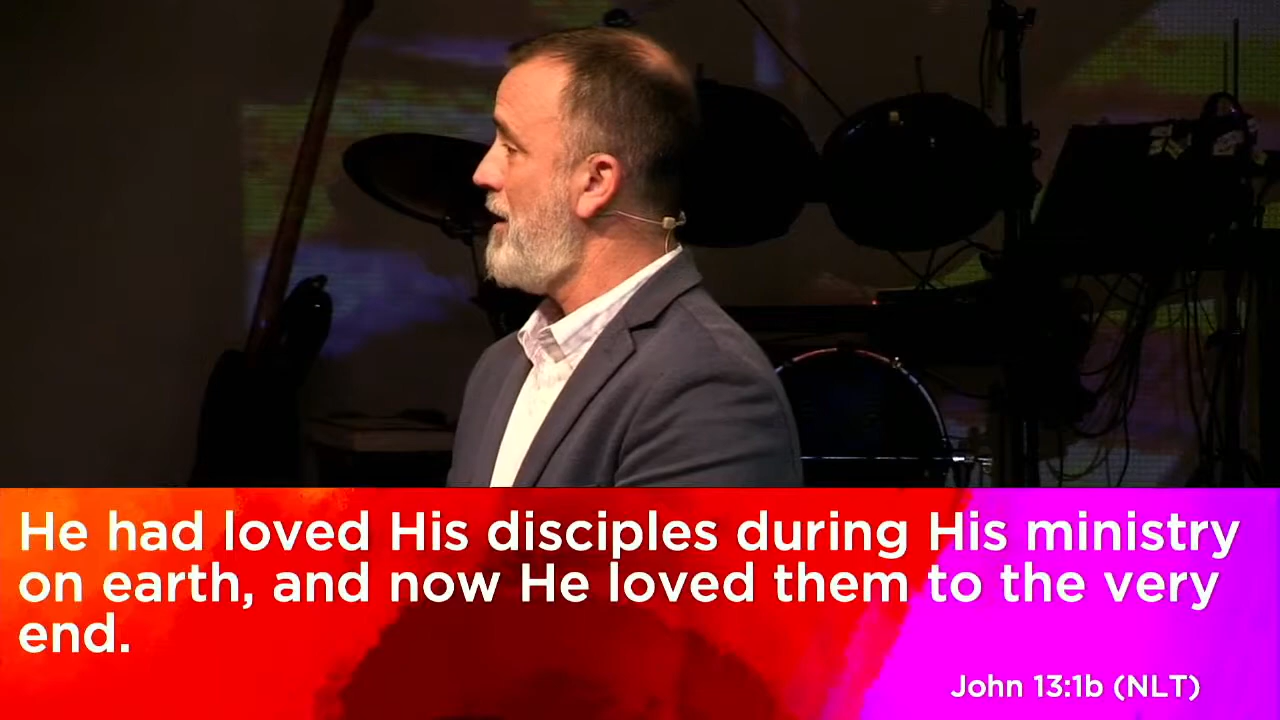 He had loved His disciples during His ministry
on earth, and now He loved them to the very
end.
John 13:1b (NLT)